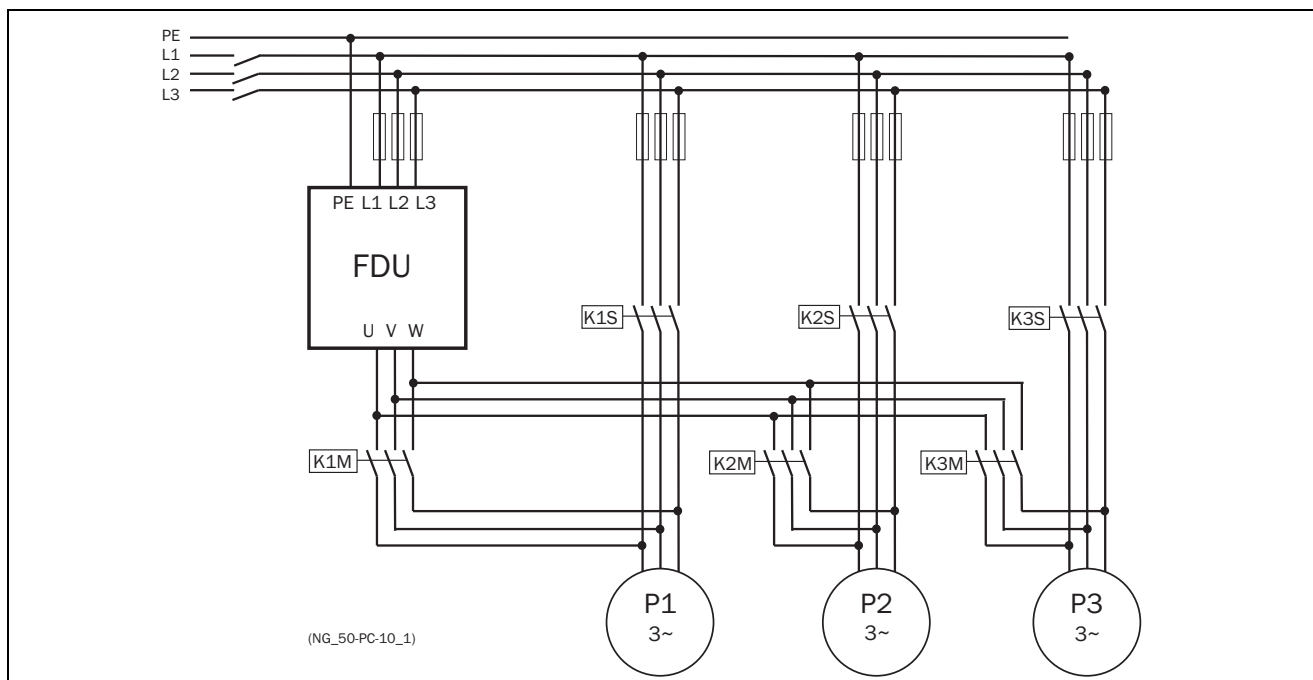 PE
L1
L2
L3
PE L1 L2 L3
FDU
U V W
K1S
K2S
K3S
K1M
K2M
K3M
P1
3~
P2
3~
P3
3~
(NG_50-PC-10_1)